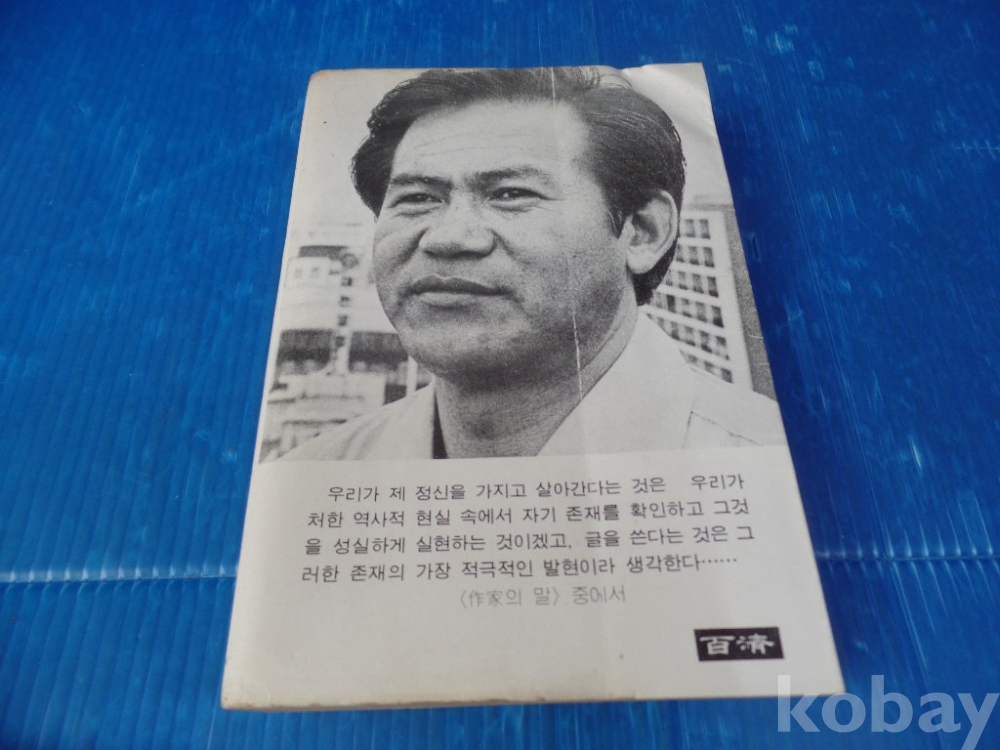 우리가 제 정신을 가지고 살아간다는 것은 우리가
처한 역사적 현실 속에서 자기 존재를 확인하고 그것
을 성실하게 실현하는 것이겠고, 글을 쓴다는 것은 그
러한 존재의 가장 적극적인 발현이라 생각한다……
〈作家의 말〉 중에서
百濟
kobay